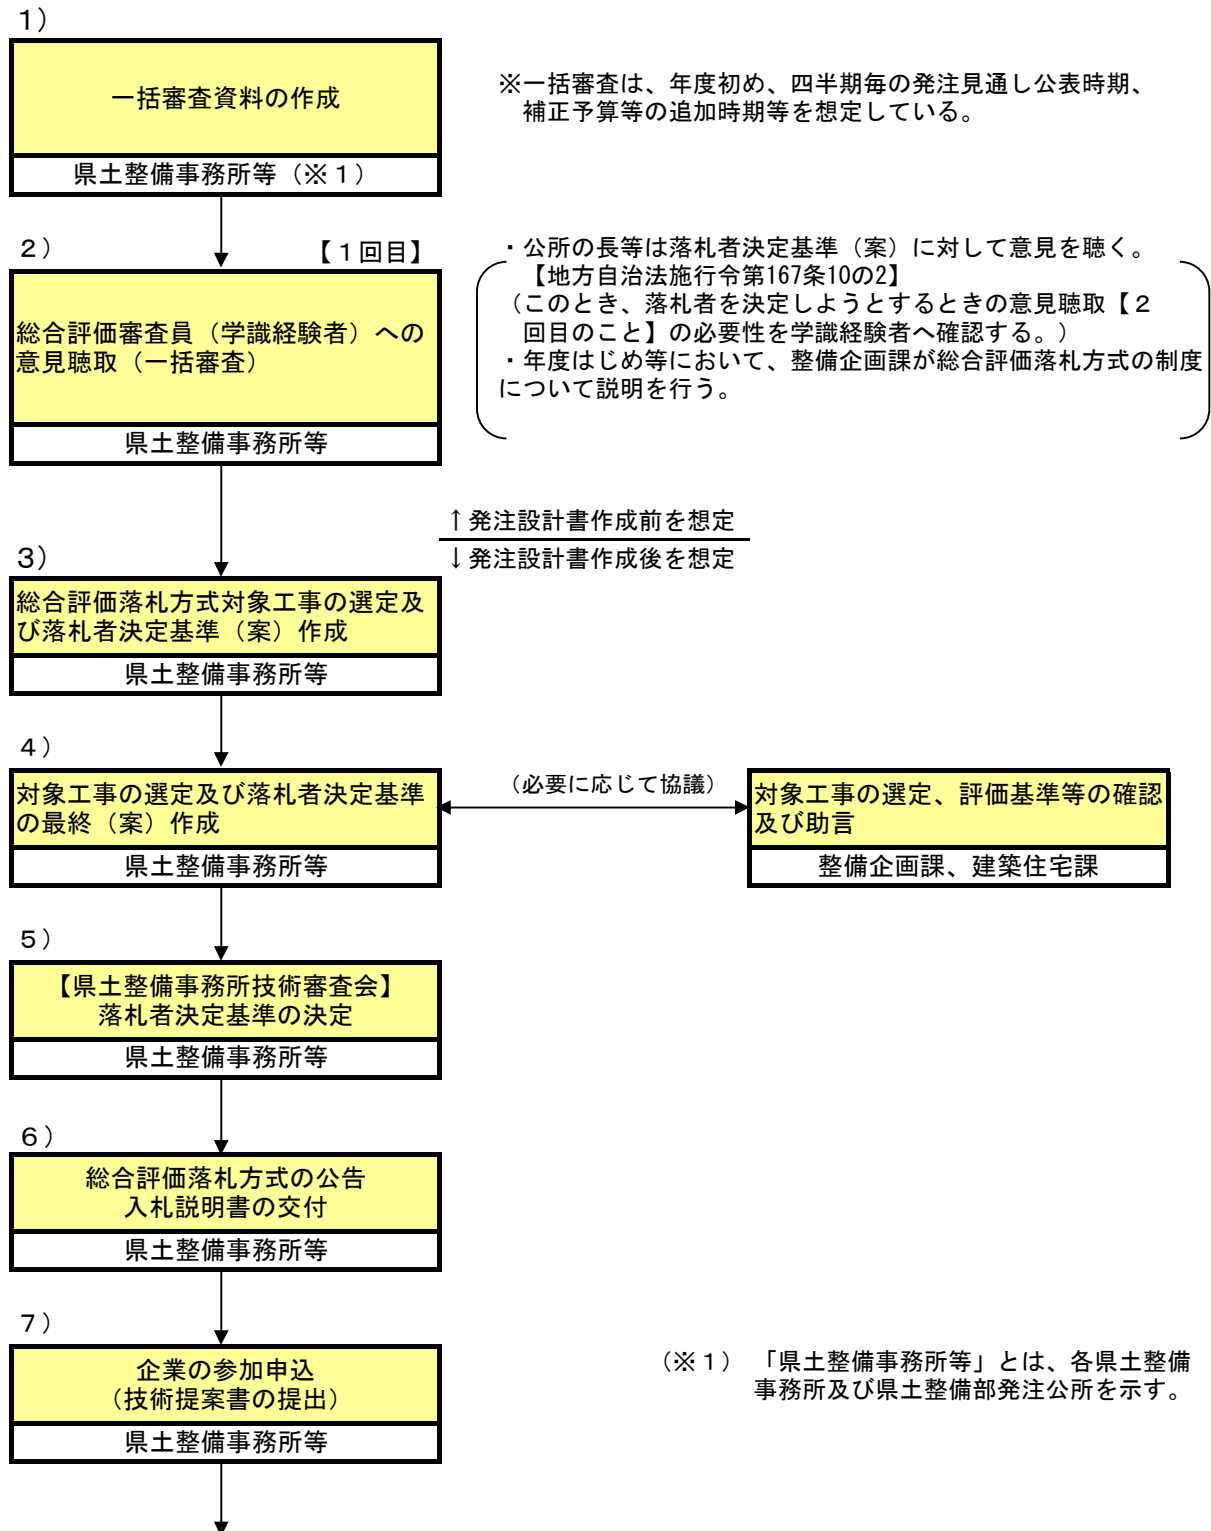 １）
一括審査資料の作成
県土整備事務所等（※１）
※一括審査は、年度初め、四半期毎の発注見通し公表時期、
補正予算等の追加時期等を想定している。
２）
【１回目】
総合評価審査員（学識経験者）への
意見聴取（一括審査）
県土整備事務所等
・公所の長等は落札者決定基準（案）に対して意見を聴く。
【地方自治法施行令第167条10の2】
（このとき、落札者を決定しようとするときの意見聴取【２
回目のこと】の必要性を学識経験者へ確認する。）
・年度はじめ等において、整備企画課が総合評価落札方式の制度
について説明を行う。
↑発注設計書作成前を想定
↓発注設計書作成後を想定
３）
総合評価落札方式対象工事の選定及
び落札者決定基準（案）作成
県土整備事務所等
４）
対象工事の選定及び落札者決定基準
の最終（案）作成
県土整備事務所等
（必要に応じて協議）
対象工事の選定、評価基準等の確認
及び助言
整備企画課、建築住宅課
５）
【県土整備事務所技術審査会】
落札者決定基準の決定
県土整備事務所等
６）
総合評価落札方式の公告
入札説明書の交付
県土整備事務所等
７）
企業の参加申込
（技術提案書の提出）
県土整備事務所等
（※１）　「県土整備事務所等」とは、各県土整備
事務所及び県土整備部発注公所を示す。